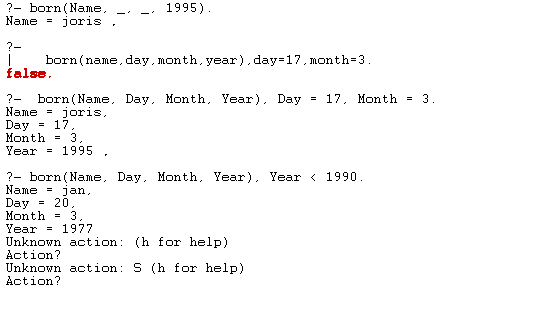 ?- born(Name, _, _, 1995).
Name = joris ,
?-
|    born(name,day,month,year),day=17,month=3.
false.
?-  born(Name, Day, Month, Year), Day = 17, Month = 3.
Name = joris,
Day = 17,
Month = 3,
Year = 1995 ,
?- born(Name, Day, Month, Year), Year < 1990.
Name = jan,
Day = 20,
Month = 3,
Year = 1977
Unknown action: (h for help)
Action?
Unknown action: S (h for help)
Action?